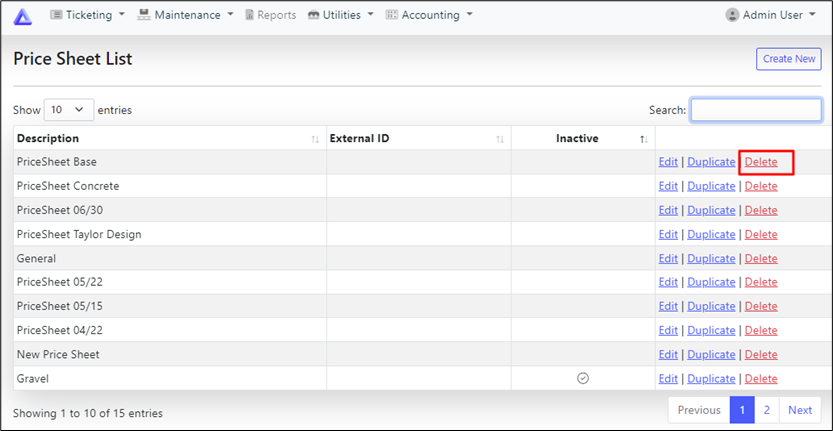 Ticketing Maintenance Reports Utilities Accounting Admin User
Price Sheet List Create New
Show 10 entries Search:
Description External ID Inactive
PriceSheet Base Edit | Duplicate | Delete
PriceSheet Concrete Edit | Duplicate | Delete
PriceSheet 06/30 Edit | Duplicate | Delete
PriceSheet Taylor Design Edit | Duplicate | Delete
General Edit | Duplicate | Delete
PriceSheet 05/22 Edit | Duplicate | Delete
PriceSheet 05/15 Edit | Duplicate | Delete
PriceSheet 04/22 Edit | Duplicate | Delete
New Price Sheet Edit | Duplicate | Delete
Gravel Edit | Duplicate | Delete
Showing 1 to 10 of 15 entries Previous 1 2 Next